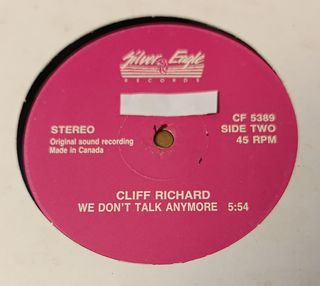 Silver Eagle
RECORDS
STEREO
Original sound recording
Made in Canada
CF 5389
SIDE TWO
45 RPM
CLIFF RICHARD
WE DON'T TALK ANYMORE 5:54